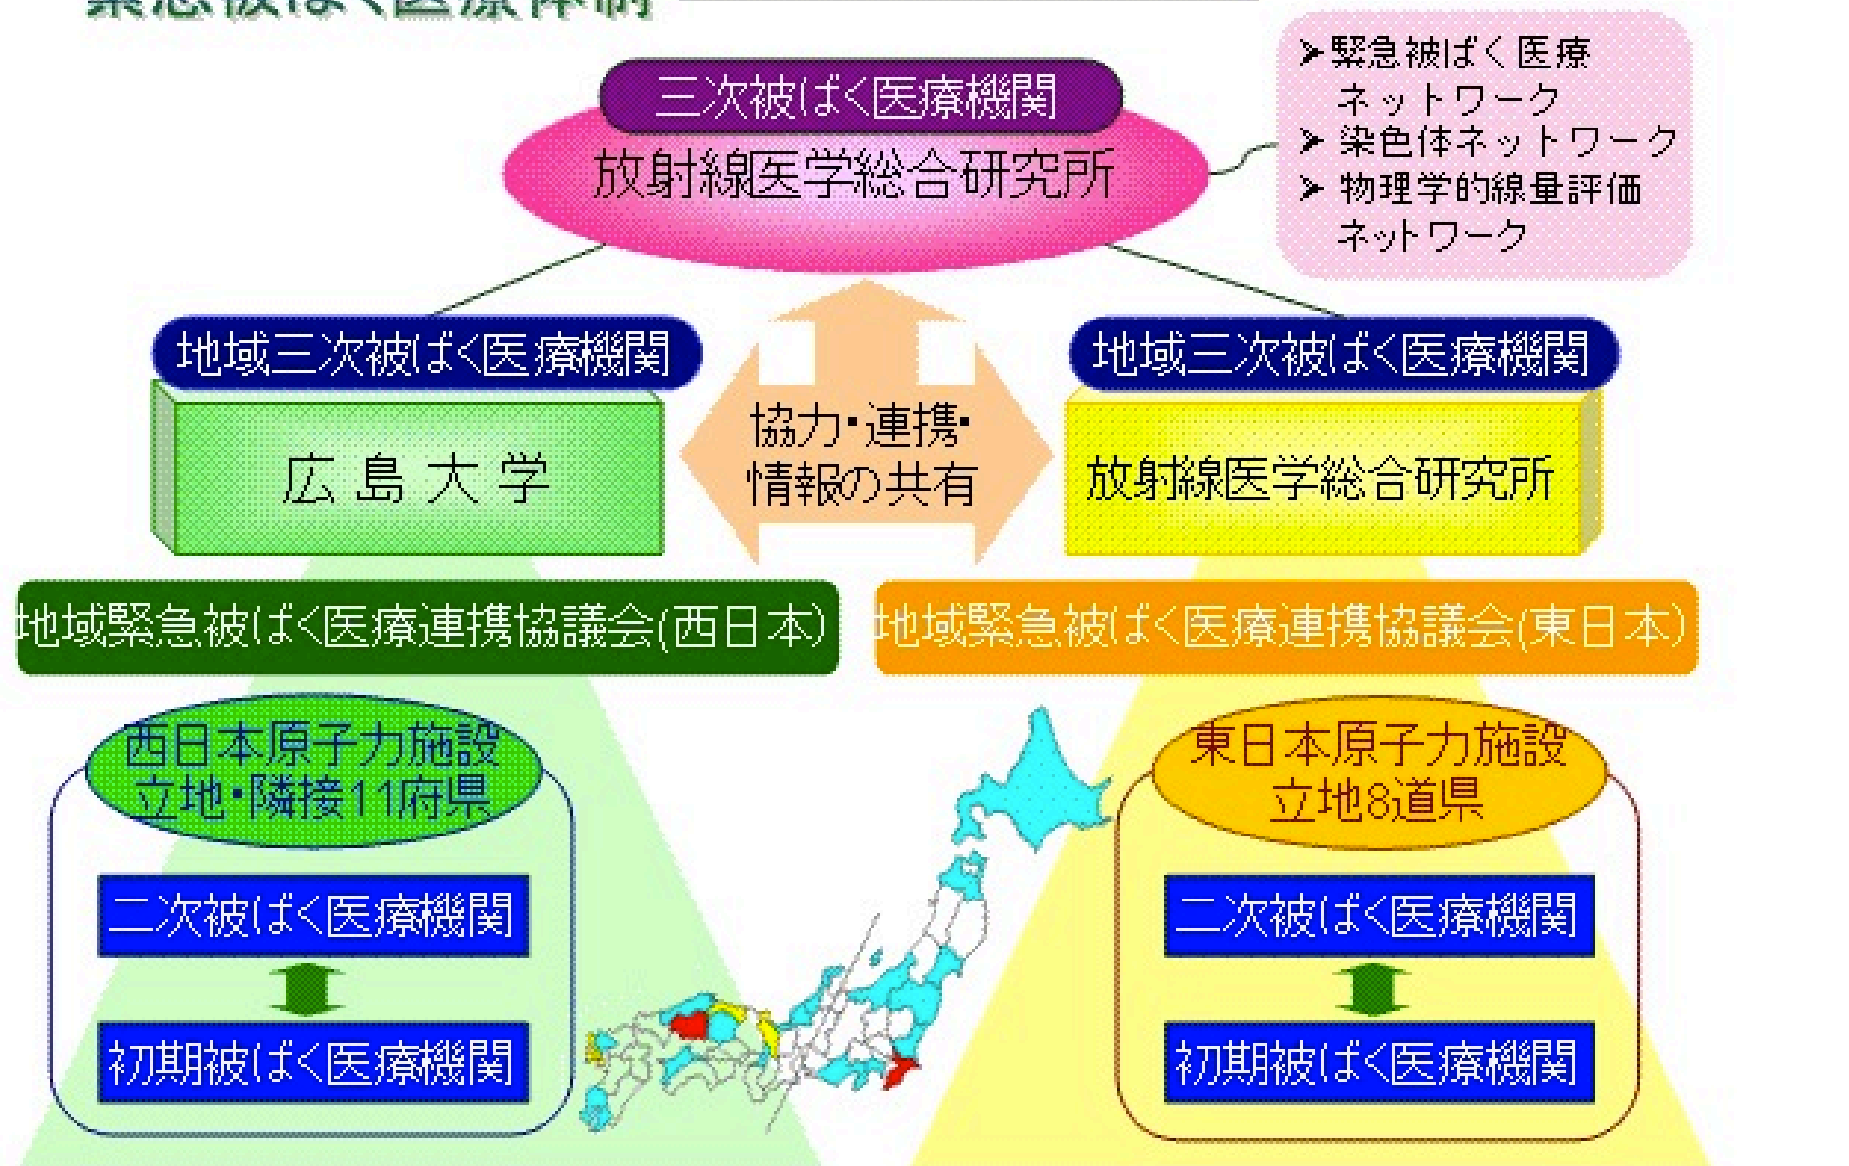 緊急被ばく医療体制
三次被ばく医療機関
放射線医学総合研究所
➢緊急被ばく医療
ネットワーク
➢ 染色体ネットワーク
➢ 物理学的線量評価
ネットワーク
地域三次被ばく医療機関
広島大学
協力・連携・
情報の共有
地域三次被ばく医療機関
放射線医学総合研究所
地域緊急被ばく医療連携協議会(西日本)
地域緊急被ばく医療連携協議会(東日本)
西日本原子力施設
立地・隣接11府県
二次被ばく医療機関
初期被ばく医療機関
東日本原子力施設
立地8道県
二次被ばく医療機関
初期被ばく医療機関